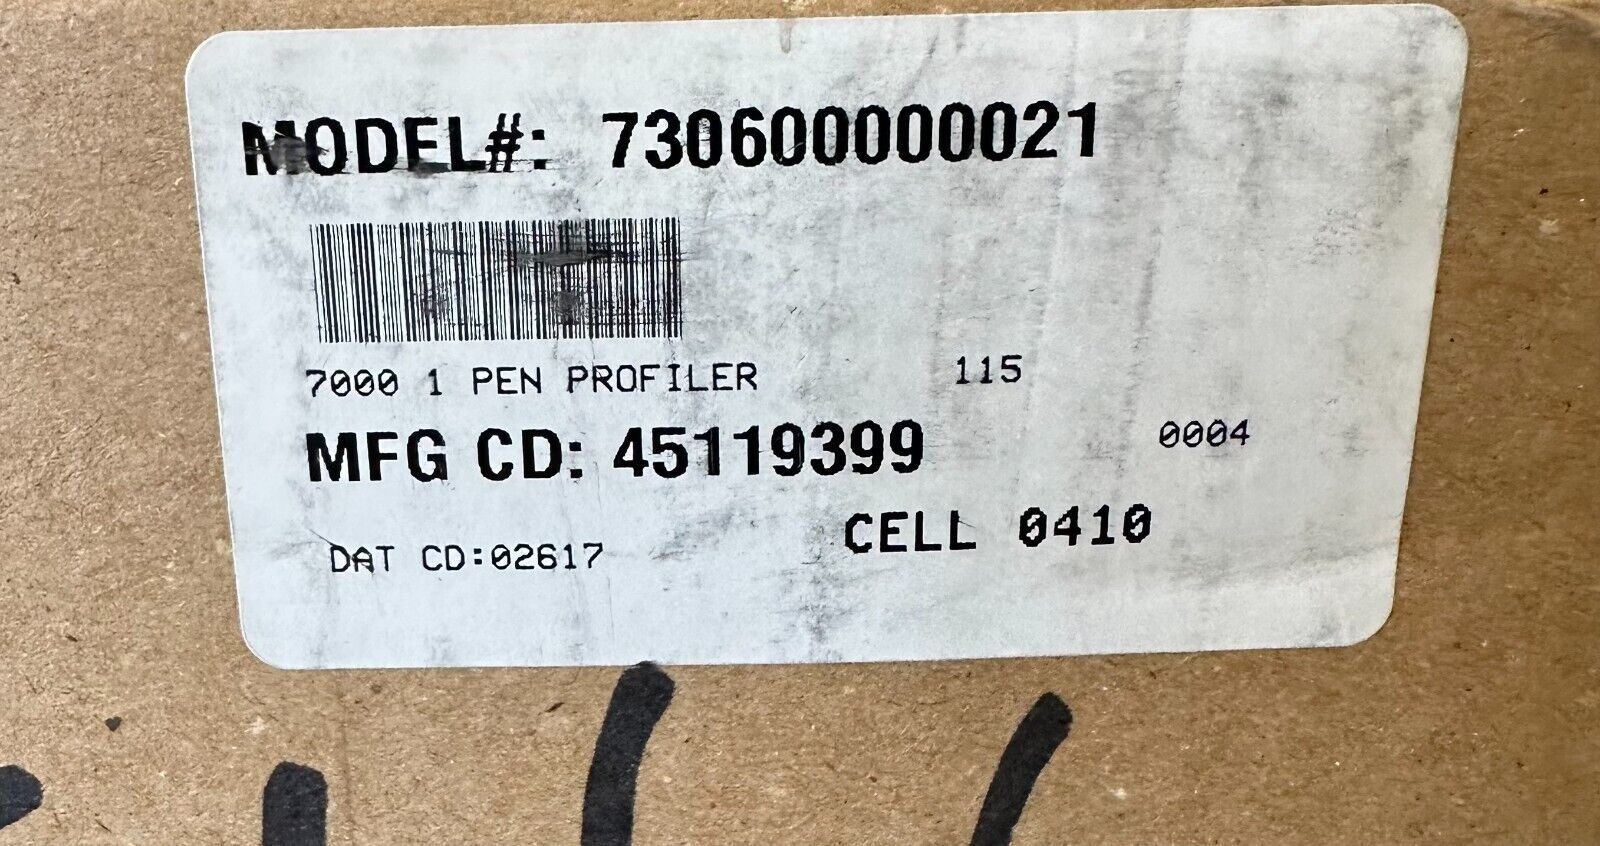 MODEL#: 730600000021
7000 1 PEN PROFILER 115
MFG CD: 45119399 0004
CELL 0410
DAT CD:02617